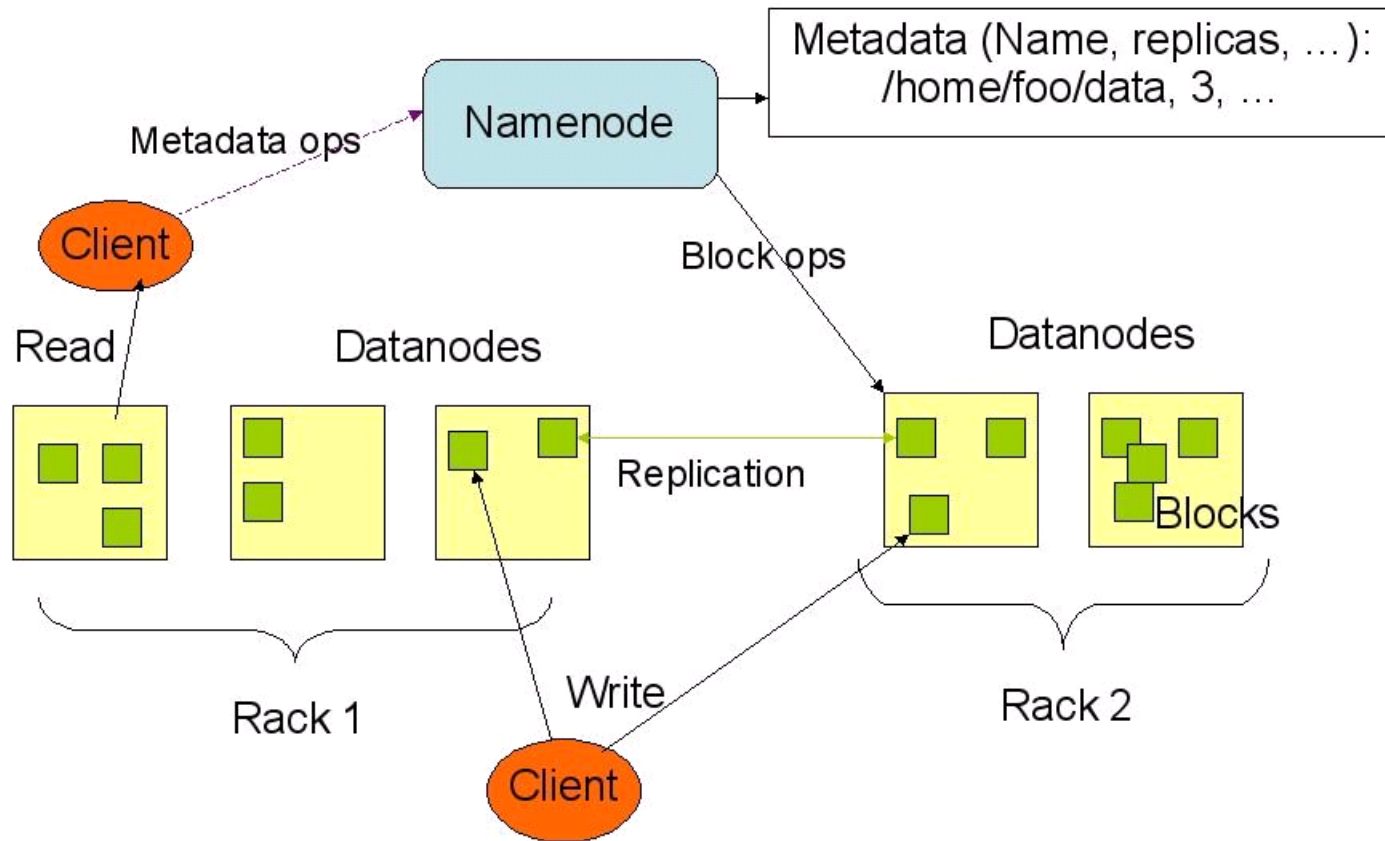 Metadata (Name, replicas, …):
/home/foo/data, 3, …
Namenode
Metadata ops
Client
Block ops
Read
Datanodes
Datanodes
Replication
Blocks
Rack 1
Write
Rack 2
Client